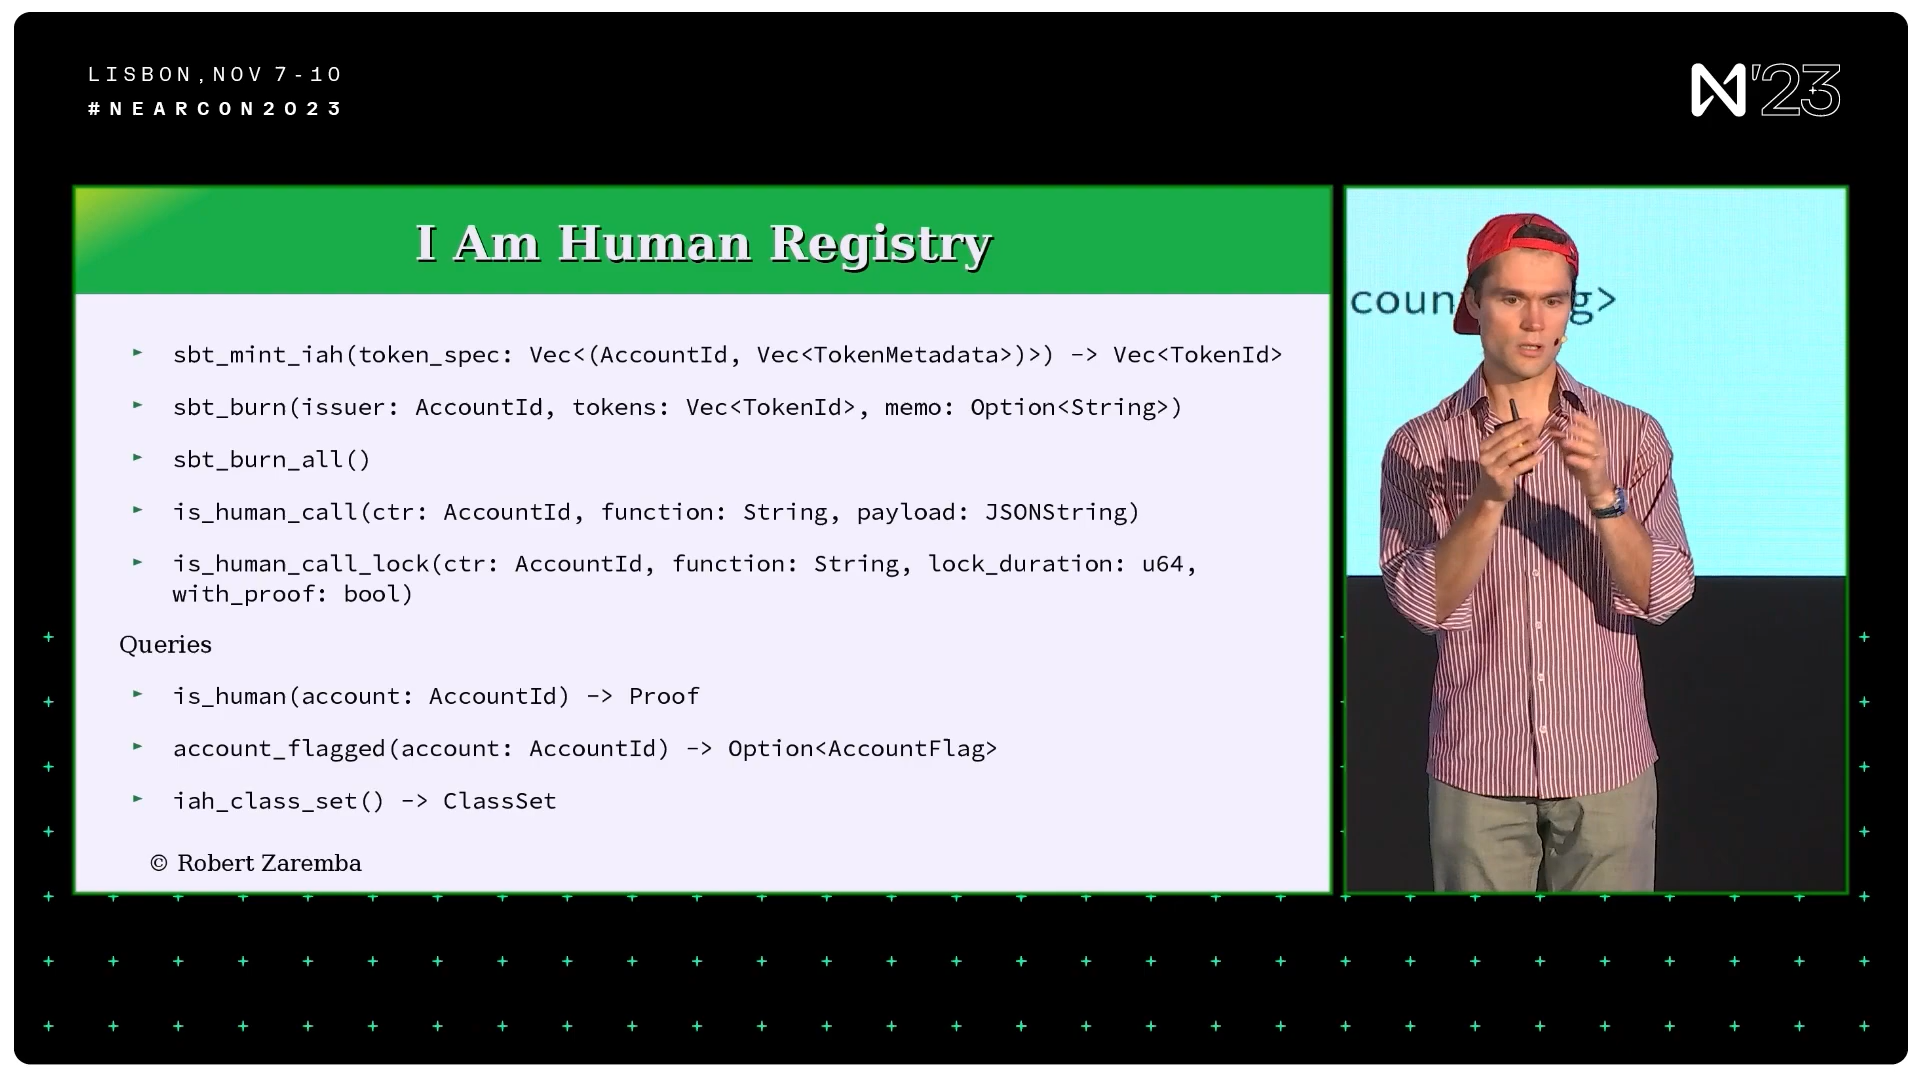 LISBON, NOV 7-10
#NEARCON2023
N'23
I Am Human Registry
sbt_mint_iah(token_spec: Vec<(AccountId, Vec<TokenMetadata>)>) -> Vec<TokenId>
sbt_burn(issuer: AccountId, tokens: Vec<TokenId>, memo: Option<String>)
sbt_burn_all()
is_human_call(ctr: AccountId, function: String, payload: JSONString)
is_human_call_lock(ctr: AccountId, function: String, lock_duration: u64,
with_proof: bool)
Queries
is_human(account: AccountId) -> Proof
account_flagged(account: AccountId) -> Option<AccountFlag>
iah_class_set() -> ClassSet
© Robert Zaremba
coun g>